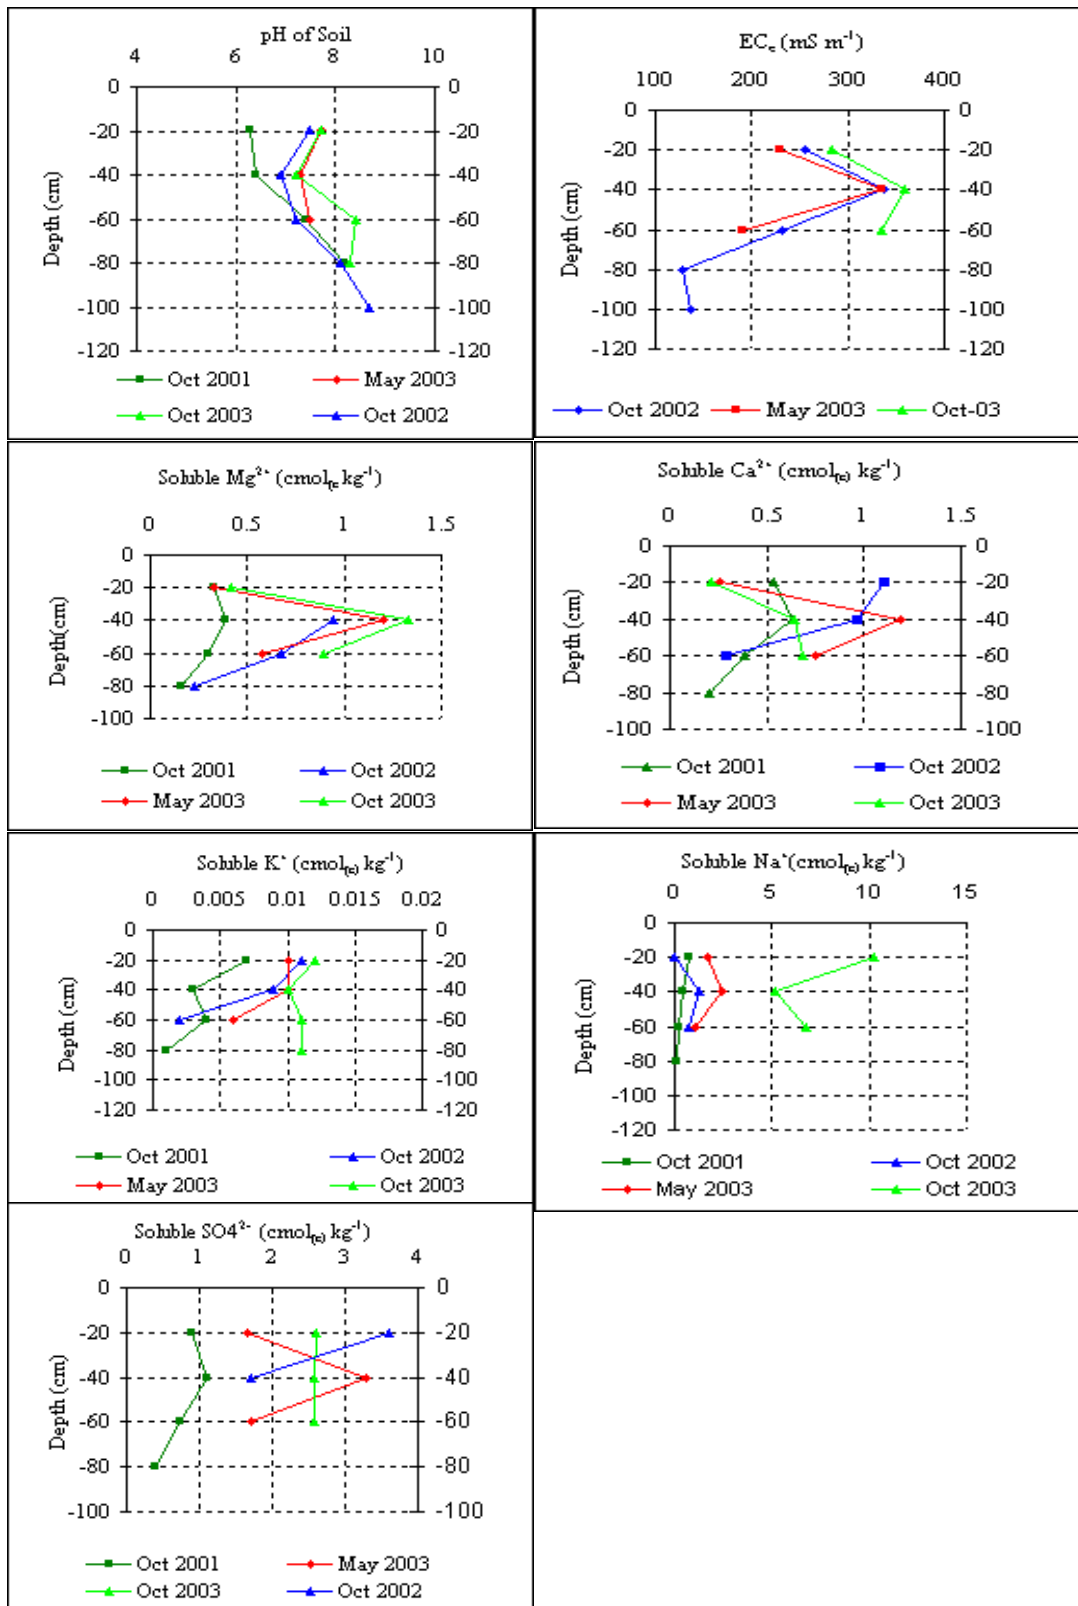 pH of Soil
4 6 8 10
0 0
-20 -20
-40 -40
-60 -60
-80 -80
-100 -100
-120 -120
Depth (cm)
Oct 2001 May 2003
Oct 2003 Oct 2002
ECe (mS m⁻¹)
100 200 300 400
0 0
-20 -20
-40 -40
-60 -60
-80 -80
-100 -100
-120 -120
Depth (cm)
Oct 2002 May 2003 Oct-03
Soluble Mg²⁺ (cmol(c kg⁻¹)
0 0.5 1 1.5
0
-20
-40
-60
-80
-100
Depth(cm)
Oct 2001 Oct 2002
May 2003 Oct 2003
Soluble Ca²⁺ (cmol(c) kg⁻¹)
0 0.5 1 1.5
0 0
-20 -20
-40 -40
-60 -60
-80 -80
-100 -100
Depth (cm)
Oct 2001 Oct 2002
May 2003 Oct 2003
Soluble K⁺ (cmol(c) kg⁻¹)
0 0.005 0.01 0.015 0.02
0 0
-20 -20
-40 -40
-60 -60
-80 -80
-100 -100
-120 -120
Depth (cm)
Oct 2001 Oct 2002
May 2003 Oct 2003
Soluble Na⁺(cmol(c) kg⁻¹)
0 5 10 15
0
-20
-40
-60
-80
-100
-120
Depth (cm)
Oct 2001 Oct 2002
May 2003 Oct 2003
Soluble SO4²⁻ (cmol(c) kg⁻¹)
0 1 2 3 4
0 0
-20 -20
-40 -40
-60 -60
-80 -80
-100 -100
Depth (cm)
Oct 2001 May 2003
Oct 2003 Oct 2002